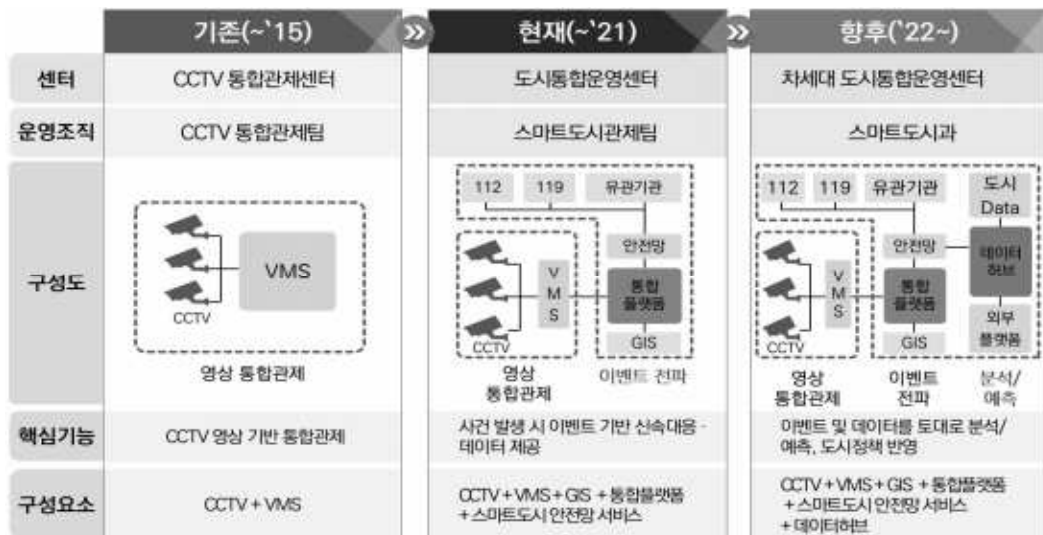 기존(~`15)
현재(~`21)
향후(`22~)
센터
CCTV 통합관제센터
도시통합운영센터
차세대 도시통합운영센터
운영조직
CCTV 통합관제팀
스마트도시관제팀
스마트도시과
구성도
VMS
CCTV
영상 통합관제
112
119
유관기관
안전망
V
M
S
통합
플랫폼
CCTV
GIS
영상
통합관제
이벤트 전파
112
119
유관기관
도시
Data
안전망
데이터
허브
V
M
S
통합
플랫폼
외부
플랫폼
CCTV
GIS
영상
통합관제
이벤트
전파
분석/
예측
핵심기능
CCTV 영상 기반 통합관제
사건 발생 시 이벤트 기반 신속대응 ·
데이터 제공
이벤트 및 데이터를 토대로 분석/
예측, 도시정책 반영
구성요소
CCTV + VMS
CCTV + VMS + GIS + 통합플랫폼
+ 스마트도시 안전망 서비스
CCTV + VMS + GIS + 통합플랫폼
+ 스마트도시 안전망 서비스
+ 데이터허브